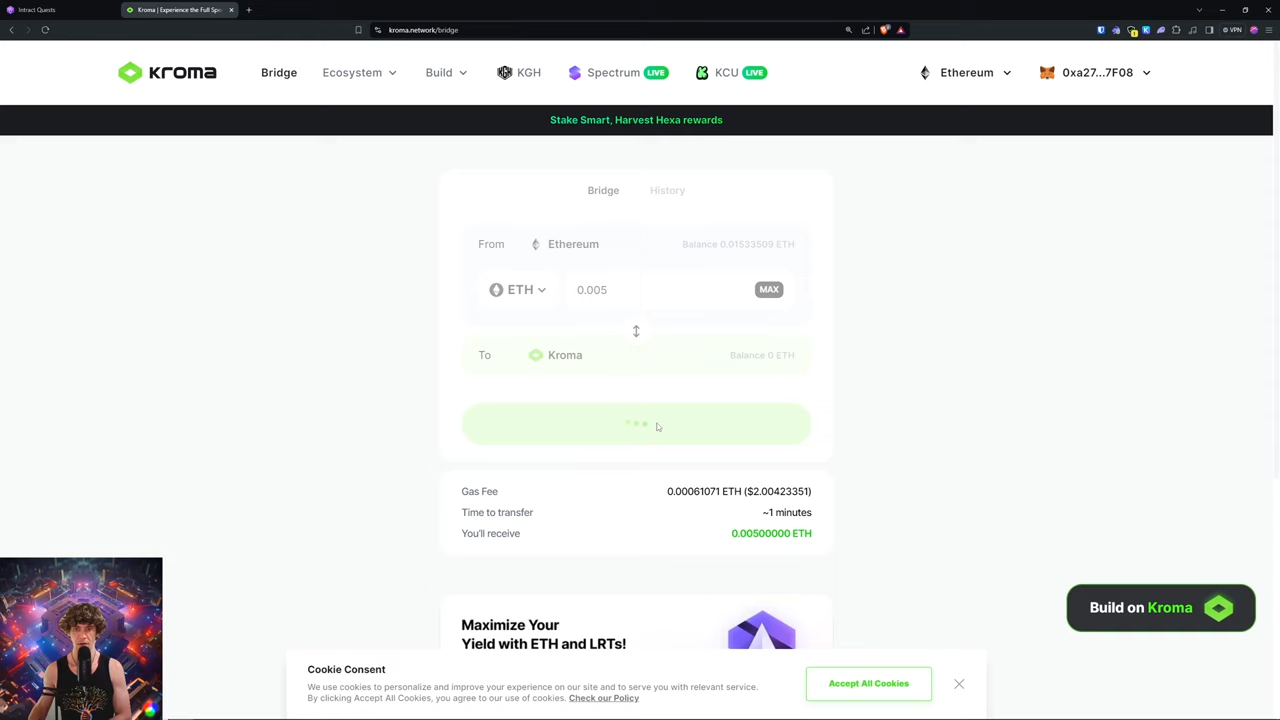 Intract Quests
Kroma | Experience the Full Spe
kroma.network/bridge
VPN
kroma
Bridge
Ecosystem
Build
KGH
Spectrum LIVE
KCU LIVE
Ethereum
0xa27...7F08
Stake Smart, Harvest Hexa rewards
Bridge
History
From
Ethereum
Balance 0.01533509 ETH
ETH
0.005
MAX
To
Kroma
Balance 0 ETH
Gas Fee
0.00061071 ETH ($2.00423351)
Time to transfer
~1 minutes
You'll receive
0.00500000 ETH
Maximize Your
Yield with ETH and LRTs!
Build on Kroma
Cookie Consent
We use cookies to personalize and improve your experience on our site and to serve you with relevant service.
By clicking Accept All Cookies, you agree to our use of cookies. Check our Policy
Accept All Cookies